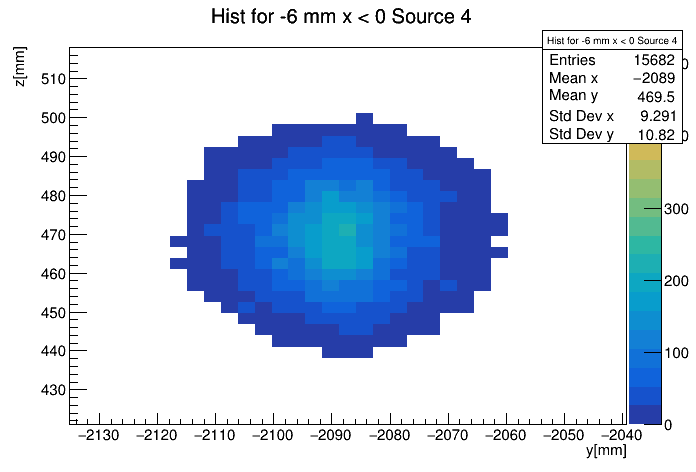 Hist for -6 mm x < 0 Source 4
z[mm]
Hist for -6 mm x < 0 Source 4
Entries 15682
Mean x −2089
Mean y 469.5
Std Dev x 9.291
Std Dev y 10.82
510
500
490
480
470
460
450
440
430
0
0
300
200
100
0
−2130 −2120 −2110 −2100 −2090 −2080 −2070 −2060 −2050 −2040
y[mm]